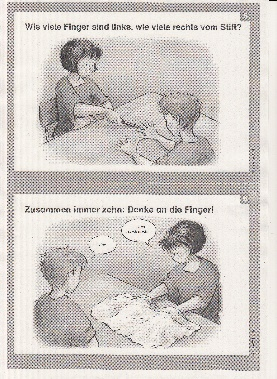 Wie viele Finger sind links, wie viele rechts vom Stift?
Zusammen immer zehn: Denke an die Finger!